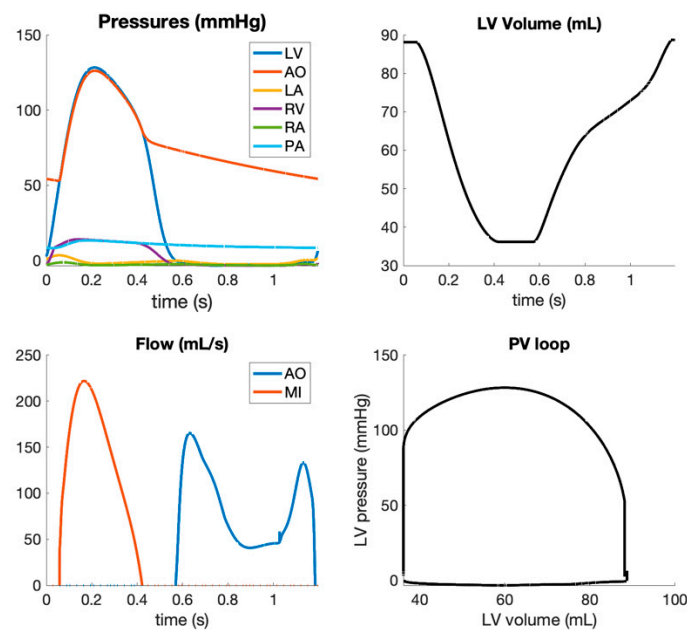 Pressures (mmHg)
150
100
50
0
0 0.2 0.4 0.6 0.8 1
time (s)
LV
AO
LA
RV
RA
PA
LV Volume (mL)
90
80
70
60
50
40
30
0 0.2 0.4 0.6 0.8 1
time (s)
Flow (mL/s)
250
200
150
100
50
0
0 0.2 0.4 0.6 0.8 1
time (s)
AO
MI
PV loop
LV pressure (mmHg)
150
100
50
0
40 60 80 100
LV volume (mL)